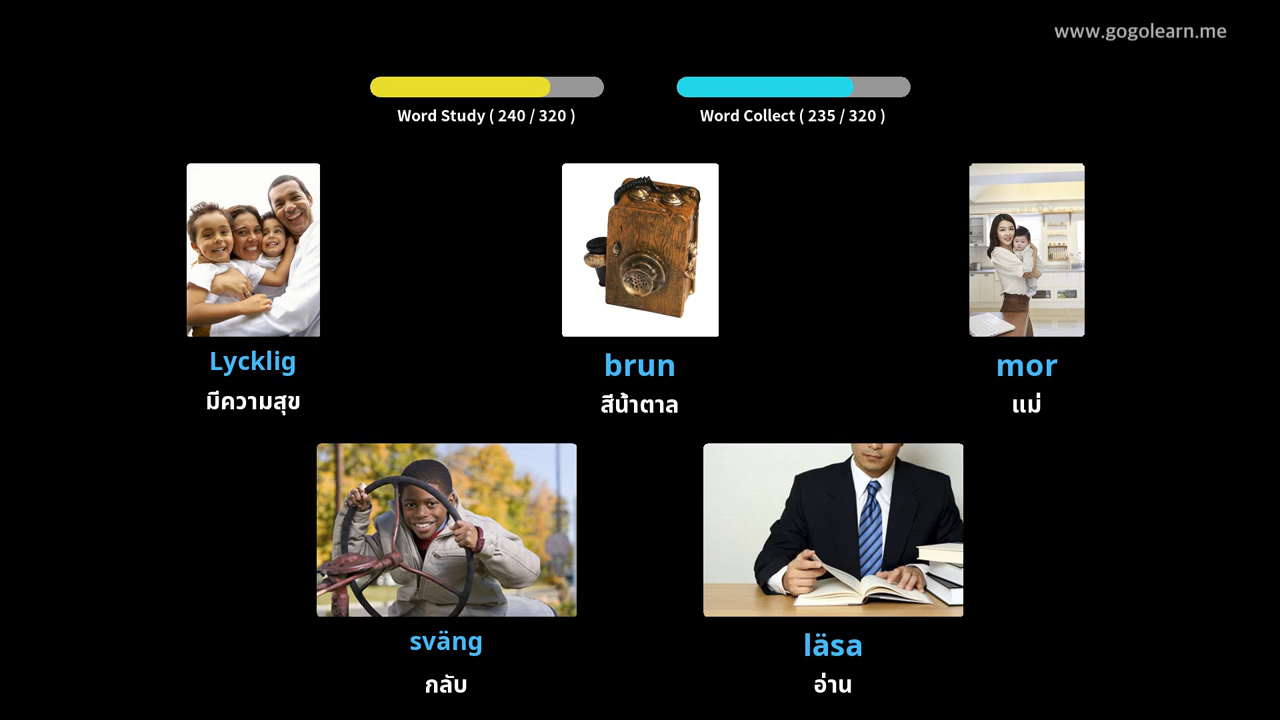 www.gogolearn.me
Word Study ( 240 / 320 )
Word Collect ( 235 / 320 )
Lycklig
มีความสุข
brun
สีน้ำตาล
mor
แม่
sväng
กลับ
läsa
อ่าน